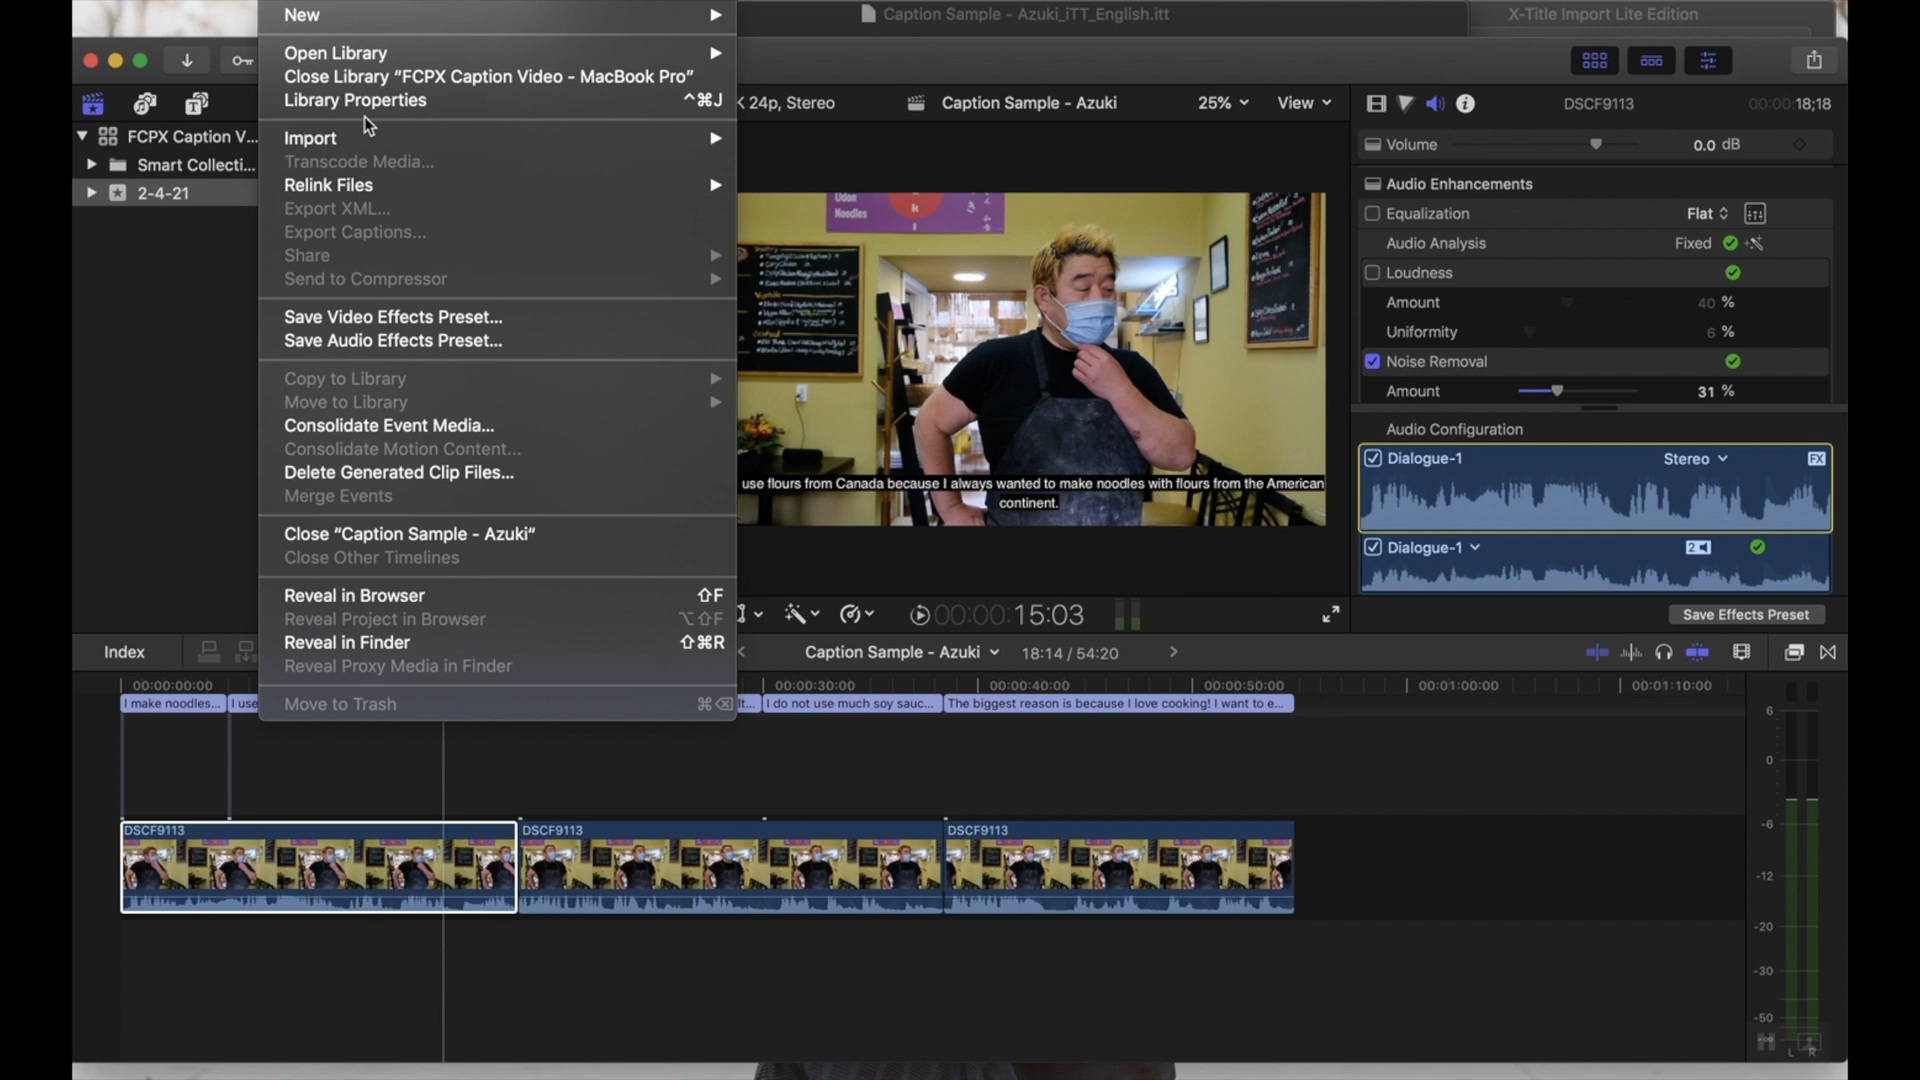 Caption Sample - Azuki_iTT_English.itt
X-Title Import Lite Edition
New
Open Library
Close Library “FCPX Caption Video - MacBook Pro”
Library Properties ^⌘J
Import
Transcode Media...
Relink Files
Export XML...
Export Captions...
Share
Send to Compressor
Save Video Effects Preset...
Save Audio Effects Preset...
Copy to Library
Move to Library
Consolidate Event Media...
Consolidate Motion Content...
Delete Generated Clip Files...
Merge Events
Close “Caption Sample - Azuki“
Close Other Timelines
Reveal in Browser ⇧F
Reveal Project in Browser ⌥⇧F
Reveal in Finder ⇧⌘R
Reveal Proxy Media in Finder
Move to Trash ⌘⌫
FCPX Caption V...
Smart Collecti...
2-4-21
K 24p, Stereo
Caption Sample - Azuki
25%
View
Udon
Noodles
use flours from Canada because I always wanted to make noodles with flours from the American
continent.
00:00:15:03
DSCF9113
00:00:18;18
Volume 0.0 dB
Audio Enhancements
Equalization Flat
Audio Analysis Fixed
Loudness
Amount 40 %
Uniformity 6 %
Noise Removal
Amount 31 %
Audio Configuration
Dialogue-1 Stereo FX
Dialogue-1 2
Save Effects Preset
Index
Caption Sample - Azuki
18:14 / 54:20
00:00:00:00
00:00:30:00
00:00:40:00
00:00:50:00
00:01:00:00
00:01:10:00
I make noodles...
I use
It...
I do not use much soy sauc...
The biggest reason is because I love cooking! I want to e...
DSCF9113
DSCF9113
DSCF9113
6
0
-6
-12
-20
-30
-50
-∞
L R